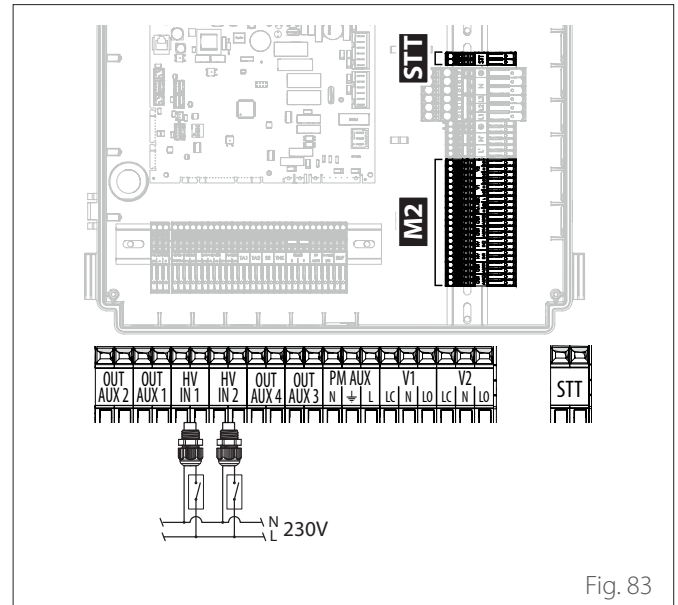 STT
M2
OUT AUX 2 OUT AUX 1 HV IN 1 HV IN 2 OUT AUX 4 OUT AUX 3 PM AUX N L V1 LC N LO V2 LC N LO
STT
N 230V
L
Fig. 83